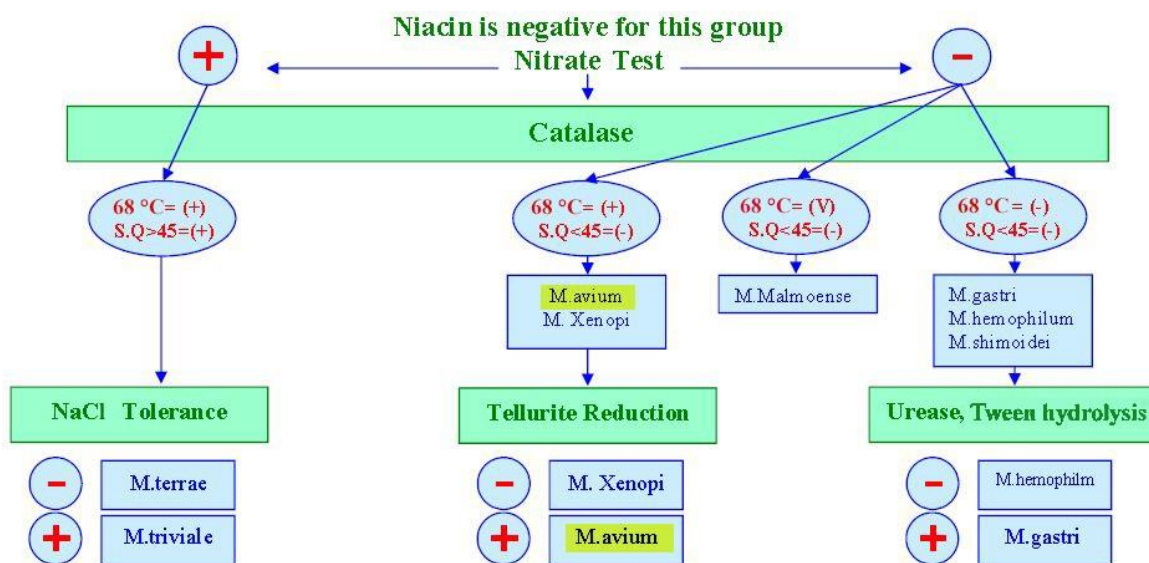 Niacin is negative for this group
Nitrate Test
+
-
Catalase
68 °C= (+)
S.Q>45=(+)
68 °C= (+)
S.Q<45=(-)
68 °C= (V)
S.Q<45=(-)
68 °C= (-)
S.Q<45=(-)
M.avium
M. Xenopi
M.Malmoense
M.gastri
M.hemophilum
M.shimoidei
NaCl Tolerance
Tellurite Reduction
Urease, Tween hydrolysis
- M.terrae
- M. Xenopi
- M.hemophilm
+ M.triviale
+ M.avium
+ M.gastri